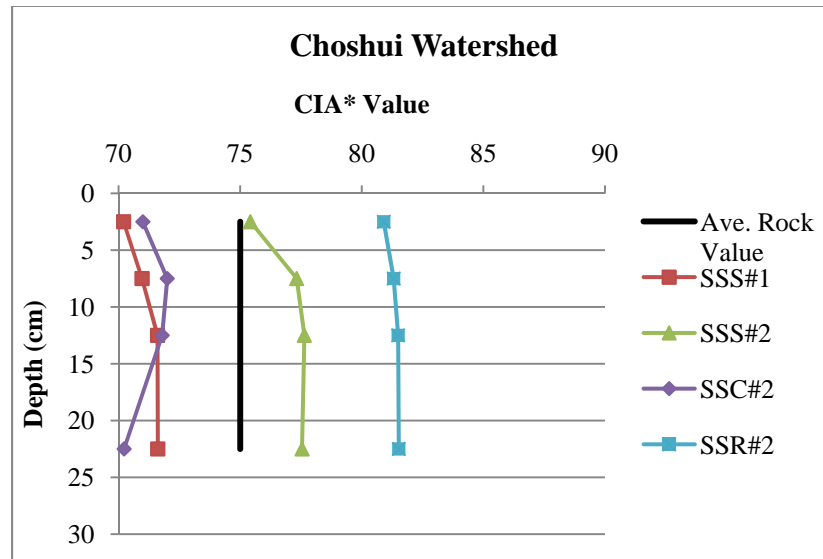 Choshui Watershed
CIA* Value
70 75 80 85 90
0
5
10
15
20
25
30
Depth (cm)
Ave. Rock
Value
SSS#1
SSS#2
SSC#2
SSR#2